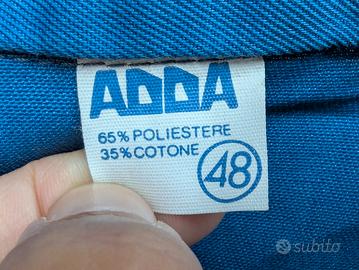 ADDA
65% POLIESTERE
35% COTONE
48
subito